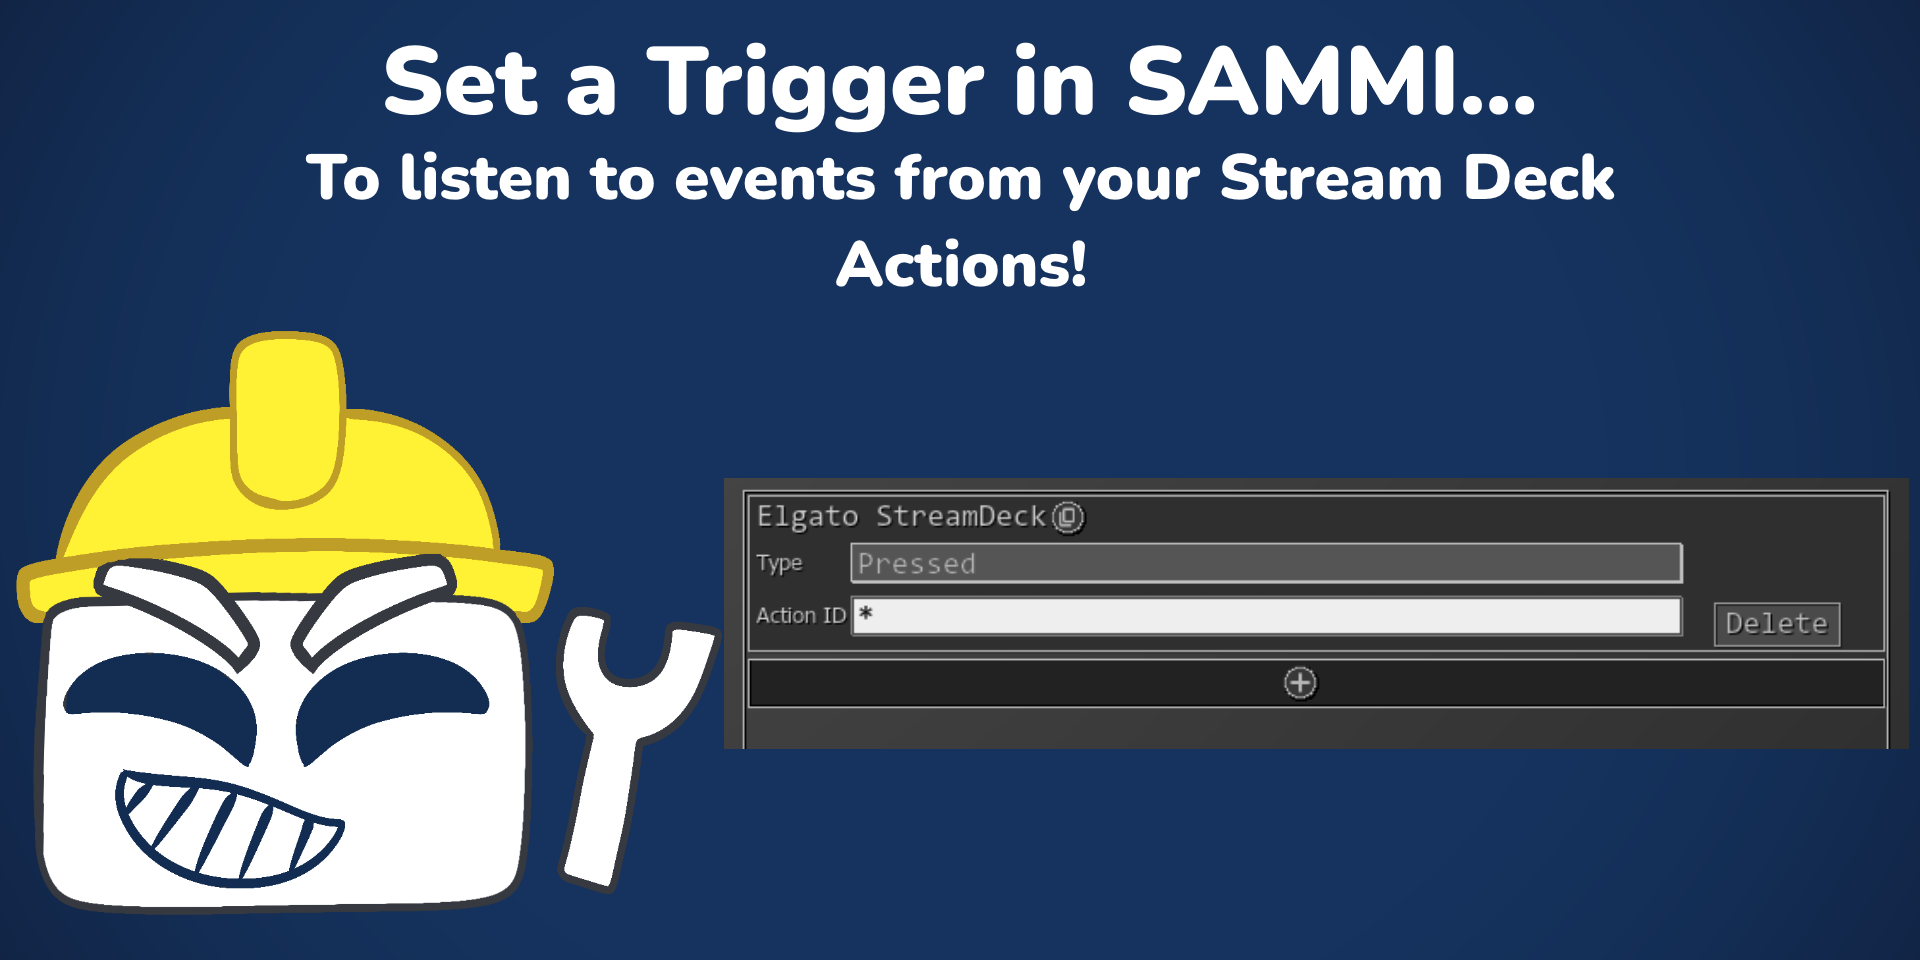 Set a Trigger in SAMMI...
To listen to events from your Stream Deck
Actions!
Elgato StreamDeck
Type Pressed
Action ID *
Delete